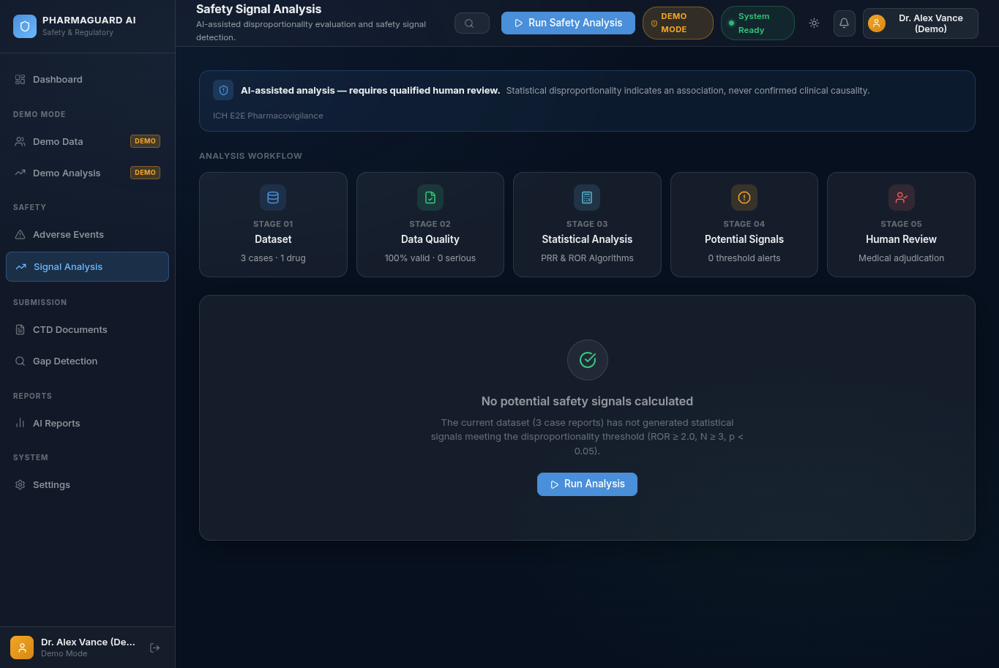 PHARMAGUARD AI
Safety & Regulatory
Dashboard
DEMO MODE
Demo Data
DEMO
Demo Analysis
DEMO
SAFETY
Adverse Events
Signal Analysis
SUBMISSION
CTD Documents
Gap Detection
REPORTS
AI Reports
SYSTEM
Settings
Dr. Alex Vance (De...
Demo Mode
Safety Signal Analysis
AI-assisted disproportionality evaluation and safety signal
detection.
Run Safety Analysis
DEMO
MODE
System
Ready
Dr. Alex Vance
(Demo)
AI-assisted analysis — requires qualified human review. Statistical disproportionality indicates an association, never confirmed clinical causality.
ICH E2E Pharmacovigilance
ANALYSIS WORKFLOW
STAGE 01
Dataset
3 cases · 1 drug
STAGE 02
Data Quality
100% valid · 0 serious
STAGE 03
Statistical Analysis
PRR & ROR Algorithms
STAGE 04
Potential Signals
0 threshold alerts
STAGE 05
Human Review
Medical adjudication
No potential safety signals calculated
The current dataset (3 case reports) has not generated statistical
signals meeting the disproportionality threshold (ROR ≥ 2.0, N ≥ 3, p <
0.05).
Run Analysis